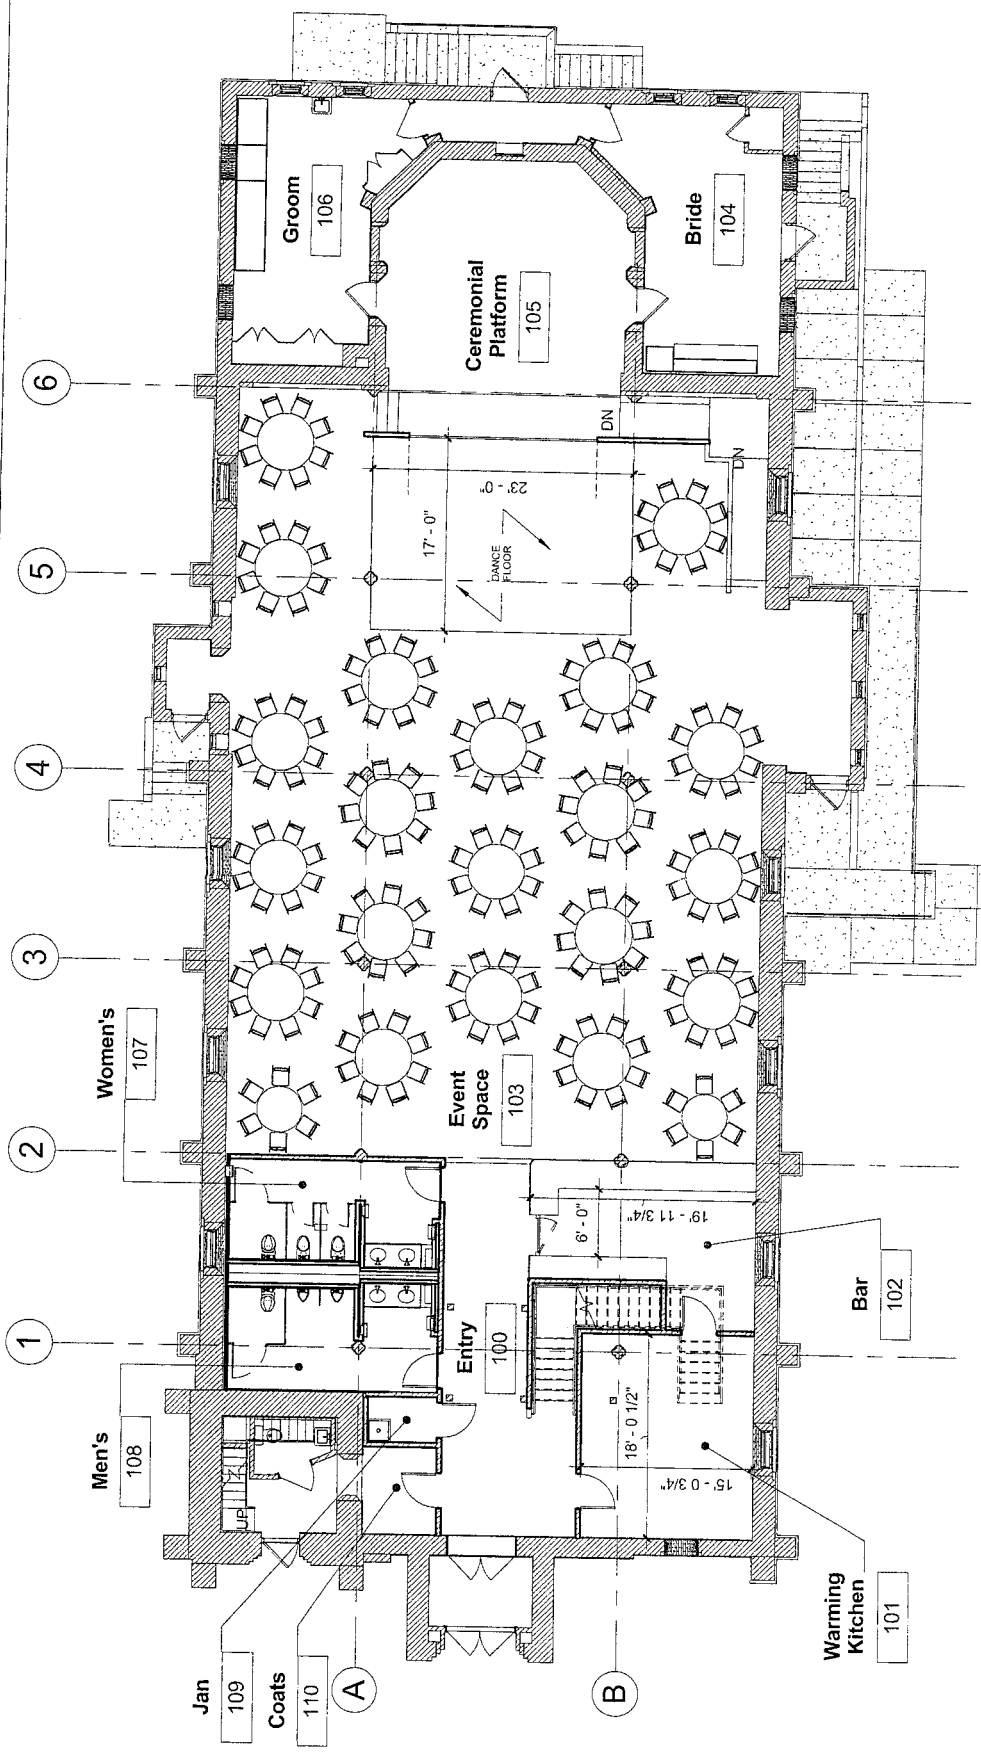 1
2
3
4
5
6
A
B
Women's
107
Men's
108
Jan
109
Coats
110
Entry
100
Warming
Kitchen
101
Bar
102
Event
Space
103
Bride
104
Ceremonial
Platform
105
Groom
106
DANCE
FLOOR
17' - 0"
23' - 0"
DN
DN
UP
6' - 0"
19' - 11 3/4"
18' - 0 1/2"
15' - 0 3/4"